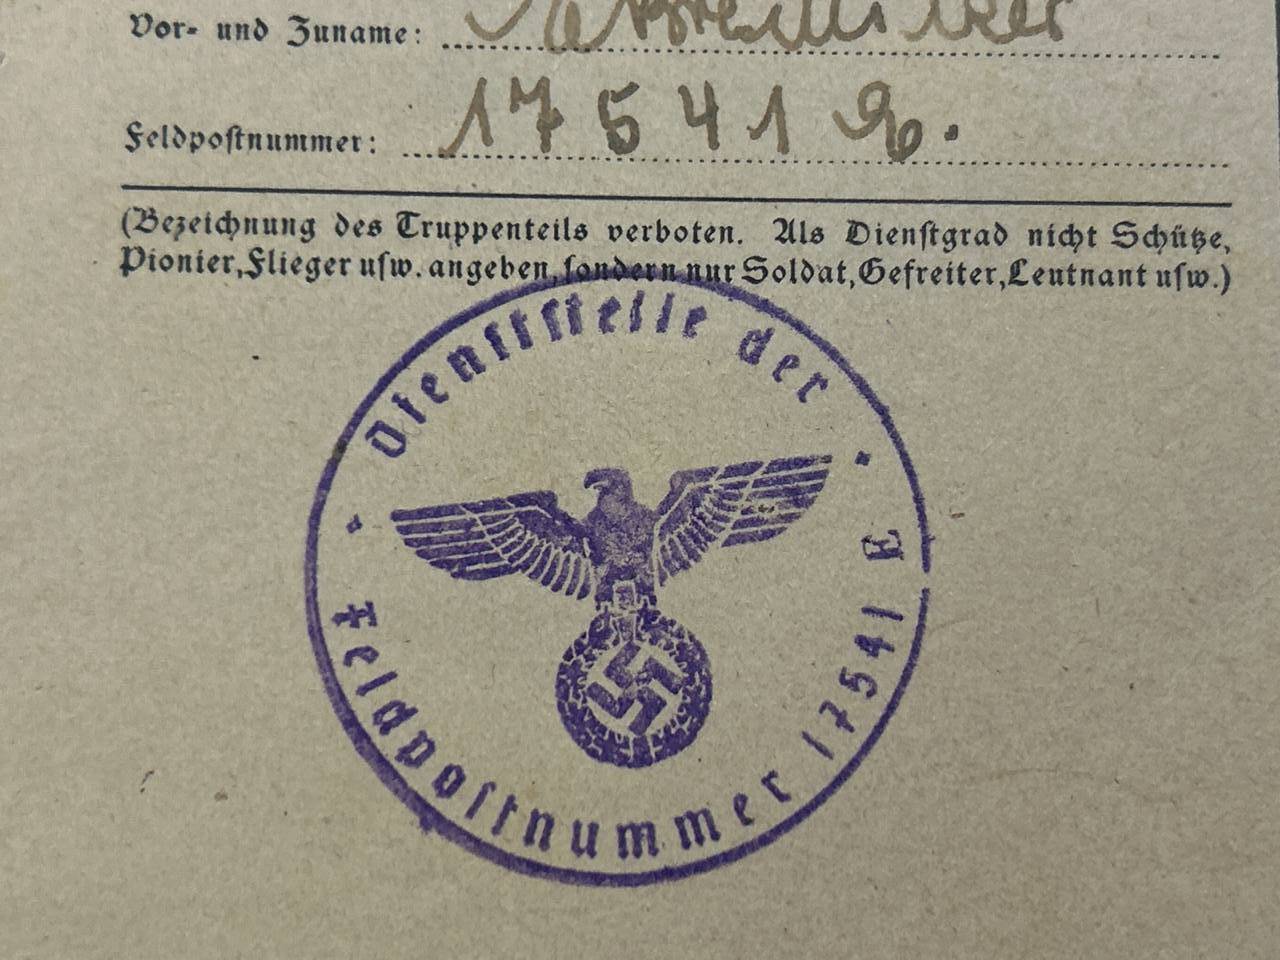 Vor- und Zuname:
Feldpostnummer: 17541 E.
(Bezeichnung des Truppenteils verboten. Als Dienstgrad nicht Schütze,
Pionier, Flieger usw. angeben, sondern nur Soldat, Gefreiter, Leutnant usw.)
Dienststelle der
Feldpostnummer 17541 E